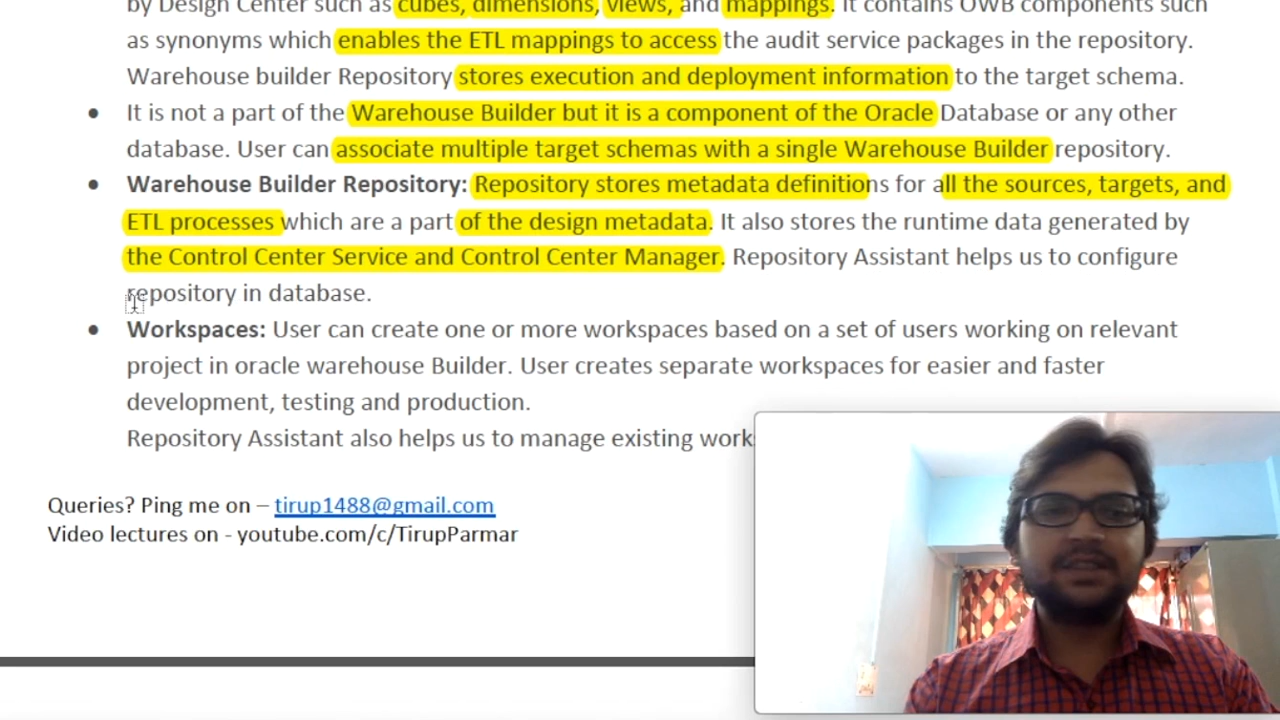 by Design Center such as cubes, dimensions, views, and mappings. It contains OWB components such
as synonyms which enables the ETL mappings to access the audit service packages in the repository.
Warehouse builder Repository stores execution and deployment information to the target schema.
• It is not a part of the Warehouse Builder but it is a component of the Oracle Database or any other
database. User can associate multiple target schemas with a single Warehouse Builder repository.
• Warehouse Builder Repository: Repository stores metadata definitions for all the sources, targets, and
ETL processes which are a part of the design metadata. It also stores the runtime data generated by
the Control Center Service and Control Center Manager. Repository Assistant helps us to configure
repository in database.
• Workspaces: User can create one or more workspaces based on a set of users working on relevant
project in oracle warehouse Builder. User creates separate workspaces for easier and faster
development, testing and production.
Repository Assistant also helps us to manage existing work
Queries? Ping me on – tirup1488@gmail.com
Video lectures on - youtube.com/c/TirupParmar